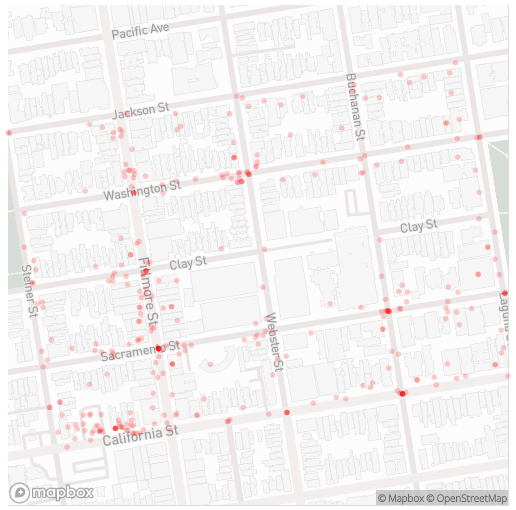 Pacific Ave
Jackson St
Buchanan St
Washington St
Clay St
Clay St
Steiner St
Fillmore St
Webster St
Laguna
Sacramento St
California St
mapbox
© Mapbox © OpenStreetMap